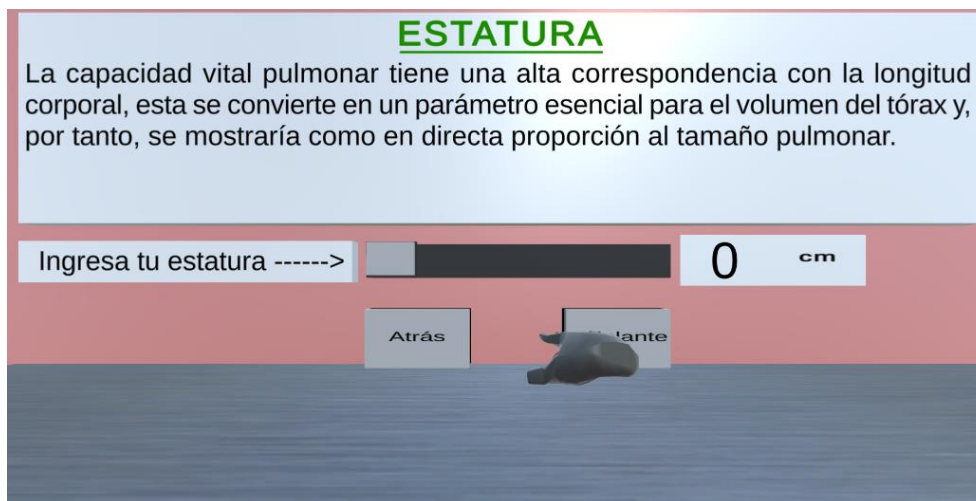 ESTATURA
La capacidad vital pulmonar tiene una alta correspondencia con la longitud
corporal, esta se convierte en un parámetro esencial para el volumen del tórax y,
por tanto, se mostraría como en directa proporción al tamaño pulmonar.
Ingresa tu estatura ------>
0 cm
Atrás